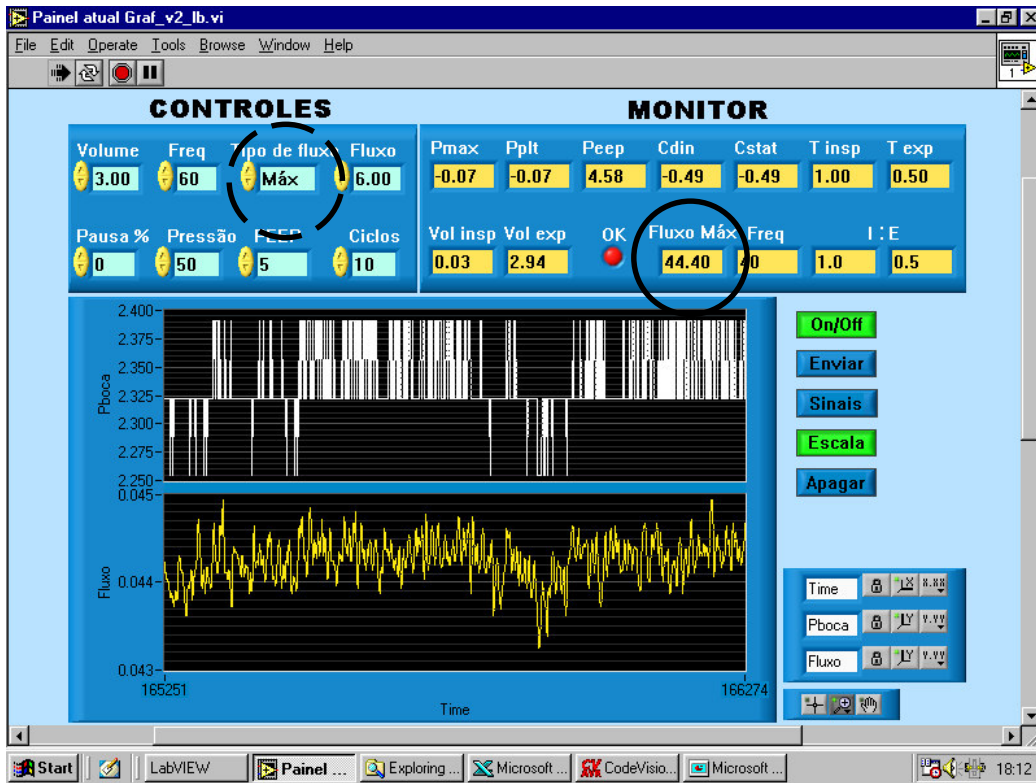 Painel atual Graf_v2_lb.vi
File Edit Operate Tools Browse Window Help
1
CONTROLES
MONITOR
Volume Freq Tipo de fluxo Fluxo
3.00 60 Máx 6.00
Pausa % Pressão PEEP Ciclos
0 50 5 10
Pmax Pplt Peep Cdin Cstat T insp T exp
-0.07 -0.07 4.58 -0.49 -0.49 1.00 0.50
Vol insp Vol exp OK Fluxo Máx Freq I : E
0.03 2.94 44.40 40 1.0 0.5
2.400
2.375
2.350
2.325
2.300
2.275
2.250
Pboca
0.045
0.044
0.043
Fluxo
165251 166274
Time
On/Off
Enviar
Sinais
Escala
Apagar
Time X X.XX
Pboca Y Y.YY
Fluxo Y Y.YY
Start LabVIEW Painel ... Exploring ... Microsoft ... CodeVisio... Microsoft ... 18:12